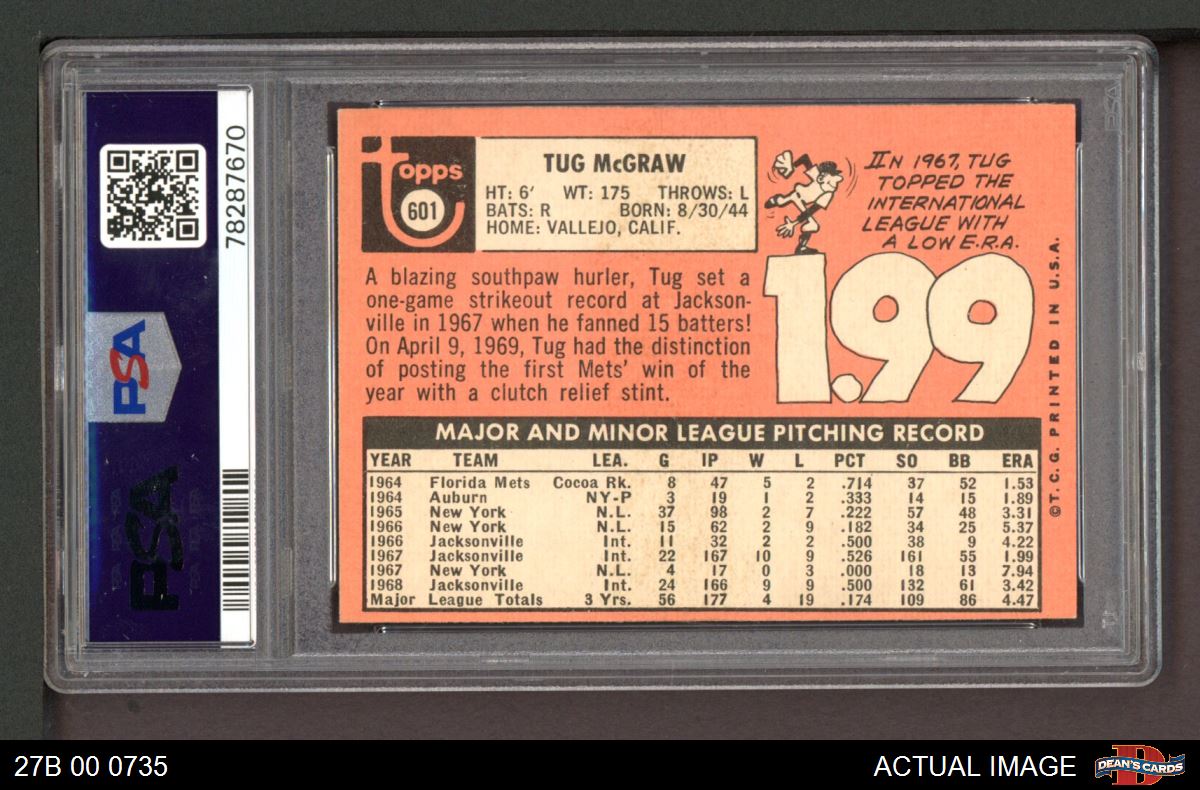 78287670
PSA
PSA
topps
601
TUG McGRAW
HT: 6' WT: 175 THROWS: L
BATS: R BORN: 8/30/44
HOME: VALLEJO, CALIF.
IN 1967, TUG
TOPPED THE
INTERNATIONAL
LEAGUE WITH
A LOW E.R.A.
1.99
A blazing southpaw hurler, Tug set a
one-game strikeout record at Jackson-
ville in 1967 when he fanned 15 batters!
On April 9, 1969, Tug had the distinction
of posting the first Mets' win of the
year with a clutch relief stint.
©T.C.G. PRINTED IN U.S.A.
MAJOR AND MINOR LEAGUE PITCHING RECORD
YEAR TEAM LEA. G IP W L PCT SO BB ERA
1964 Florida Mets Cocoa Rk. 8 47 5 2 .714 37 52 1.53
1964 Auburn NY-P 3 19 1 2 .333 14 15 1.89
1965 New York N.L. 37 98 2 7 .222 57 48 3.31
1966 New York N.L. 15 62 2 9 .182 34 25 5.37
1966 Jacksonville Int. 11 32 2 2 .500 38 9 4.22
1967 Jacksonville Int. 22 167 10 9 .526 161 55 1.99
1967 New York N.L. 4 17 0 3 .000 18 13 7.94
1968 Jacksonville Int. 24 166 9 9 .500 132 61 3.42
Major League Totals 3 Yrs. 56 177 4 19 .174 109 86 4.47
27B 00 0735
ACTUAL IMAGE
DEAN'S CARDS